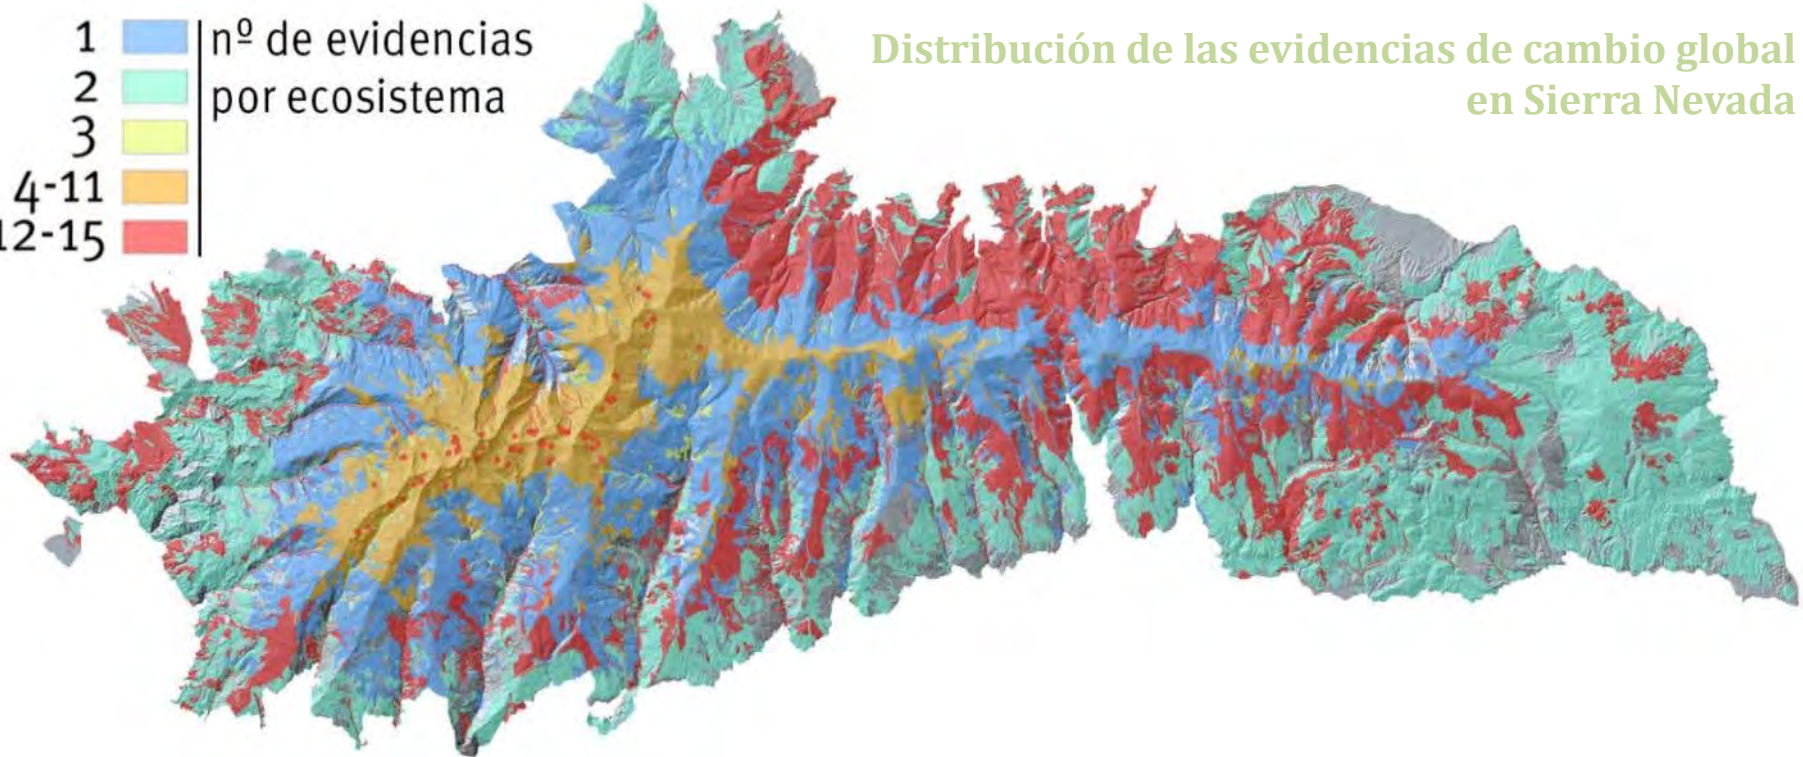 1
2
3
4-11
12-15
nº de evidencias
por ecosistema
Distribución de las evidencias de cambio global
en Sierra Nevada